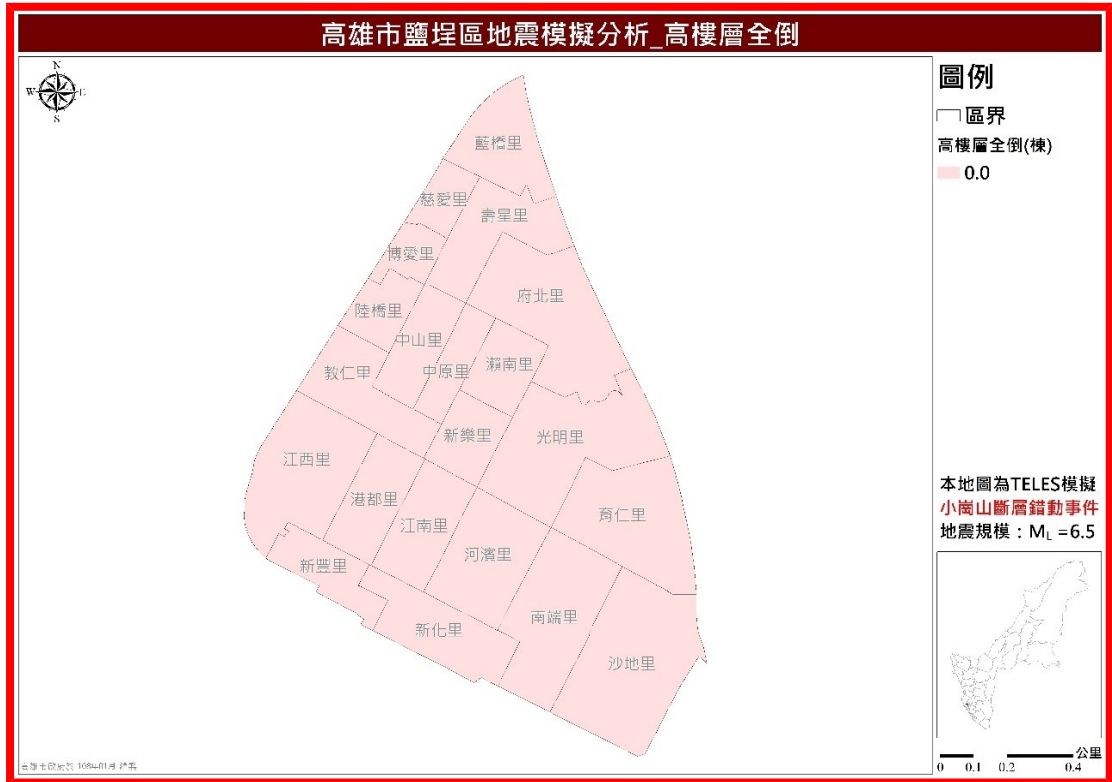 高雄市鹽埕區地震模擬分析_高樓層全倒
N
W
E
S
圖例
區界
高樓層全倒(棟)
0.0
藍橋里
慈愛里
壽星里
博愛里
府北里
陸橋里
中山里
瀨南里
中原里
教仁里
新樂里
光明里
江西里
港都里
育仁里
江南里
河濱里
新豐里
南端里
新化里
沙地里
本地圖為TELES模擬
小崗山斷層錯動事件
地震規模：ML =6.5
公里
0 0.1 0.2 0.4